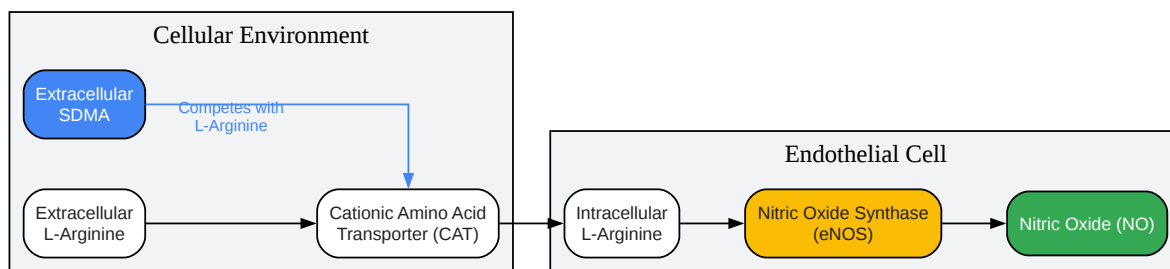 Cellular Environment
Extracellular
SDMA
Competes with
L-Arginine
Extracellular
L-Arginine
Cationic Amino Acid
Transporter (CAT)
Endothelial Cell
Intracellular
L-Arginine
Nitric Oxide Synthase
(eNOS)
Nitric Oxide (NO)